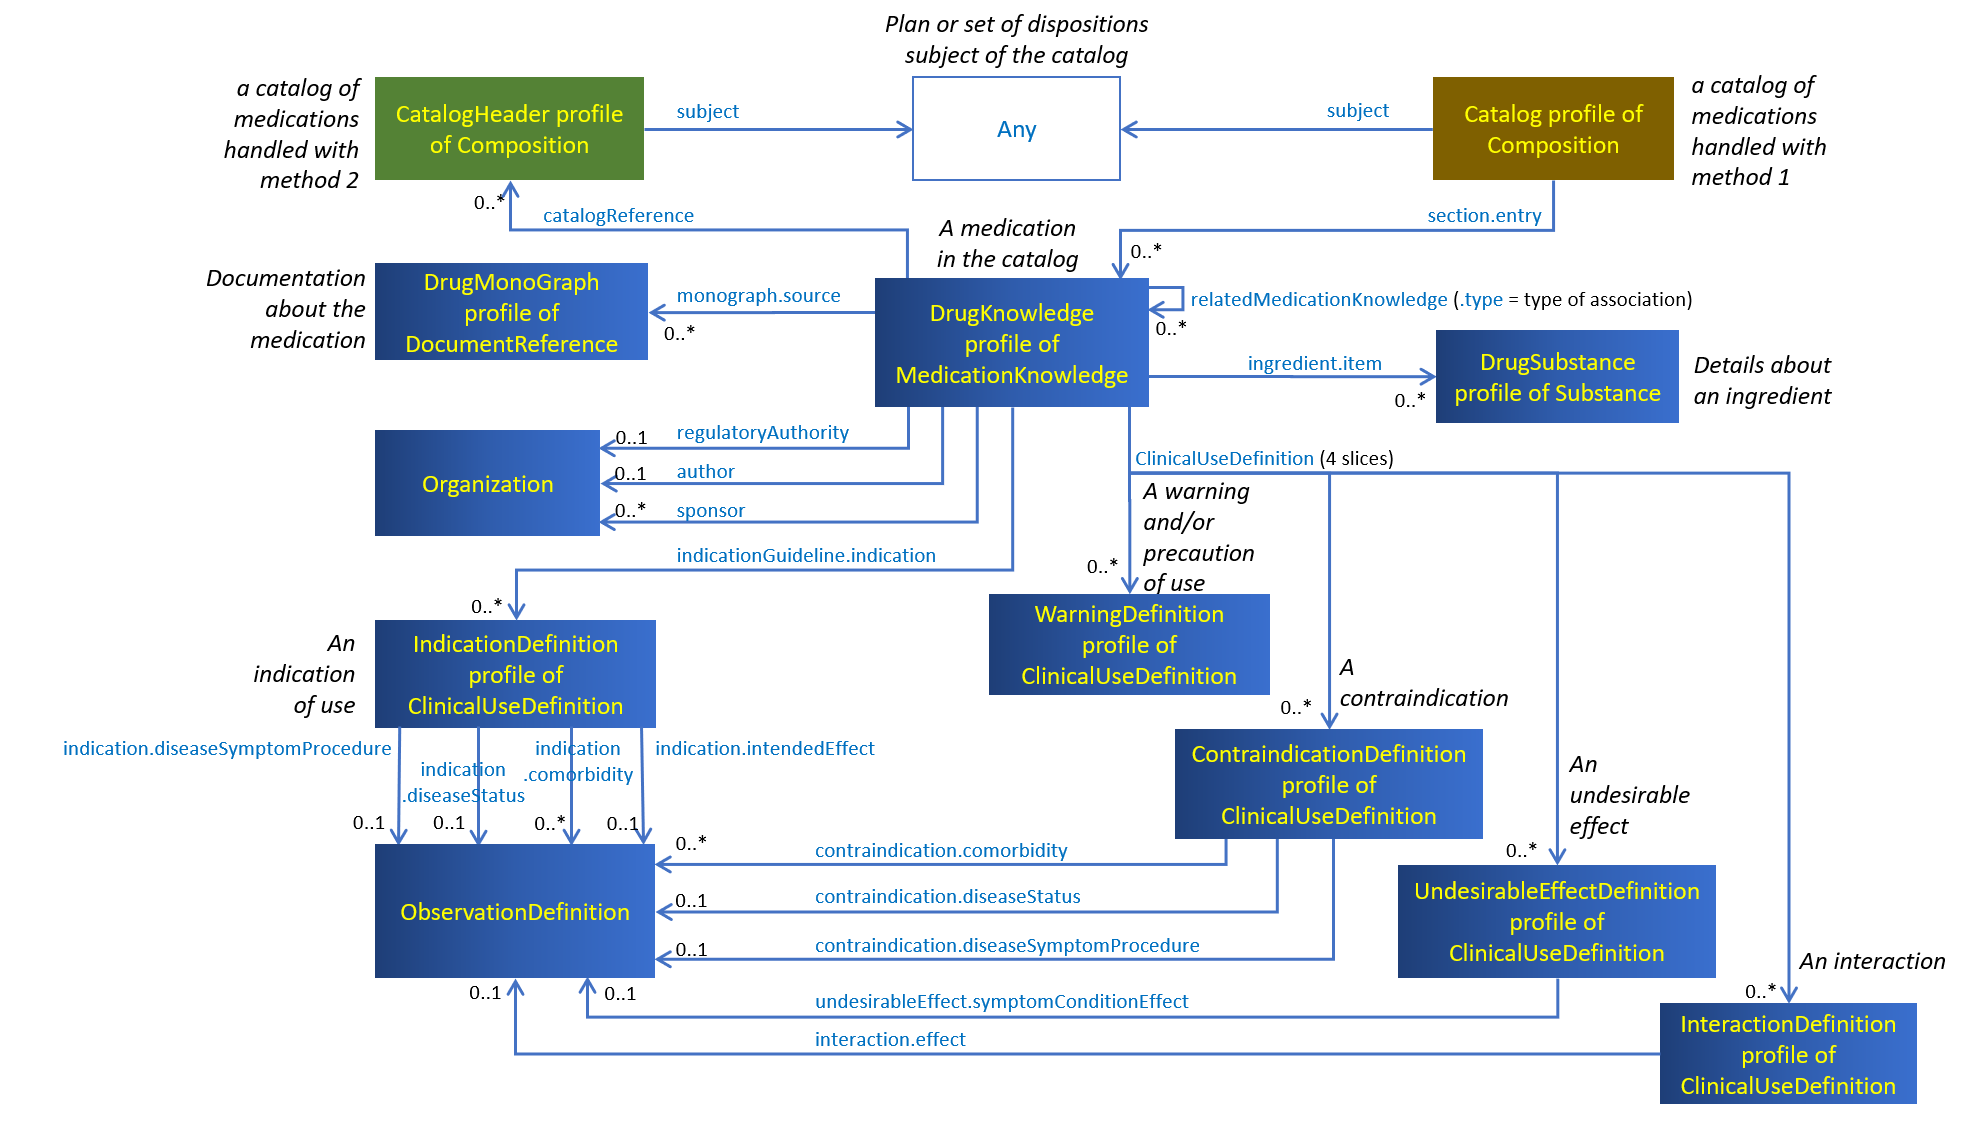 Plan or set of dispositions
subject of the catalog
a catalog of
medications
handled with
method 2
CatalogHeader profile
of Composition
subject
Any
subject
Catalog profile of
Composition
a catalog of
medications
handled with
method 1
0..*
catalogReference
A medication
in the catalog
section.entry
0..*
Documentation
about the
medication
DrugMonoGraph
profile of
DocumentReference
monograph.source
0..*
DrugKnowledge
profile of
MedicationKnowledge
relatedMedicationKnowledge (.type = type of association)
0..*
ingredient.item
0..*
DrugSubstance
profile of Substance
Details about
an ingredient
Organization
0..1
regulatoryAuthority
0..1
author
0..*
sponsor
indicationGuideline.indication
0..*
ClinicalUseDefinition (4 slices)
A warning
and/or
precaution
of use
0..*
WarningDefinition
profile of
ClinicalUseDefinition
An
indication
of use
IndicationDefinition
profile of
ClinicalUseDefinition
A
contraindication
0..*
ContraindicationDefinition
profile of
ClinicalUseDefinition
indication.diseaseSymptomProcedure
indication
.diseaseStatus
indication
.comorbidity
indication.intendedEffect
0..1
0..1
0..*
0..1
An
undesirable
effect
0..*
UndesirableEffectDefinition
profile of
ClinicalUseDefinition
ObservationDefinition
0..*
contraindication.comorbidity
0..1
contraindication.diseaseStatus
0..1
contraindication.diseaseSymptomProcedure
0..1
0..1
undesirableEffect.symptomConditionEffect
interaction.effect
An interaction
0..*
InteractionDefinition
profile of
ClinicalUseDefinition